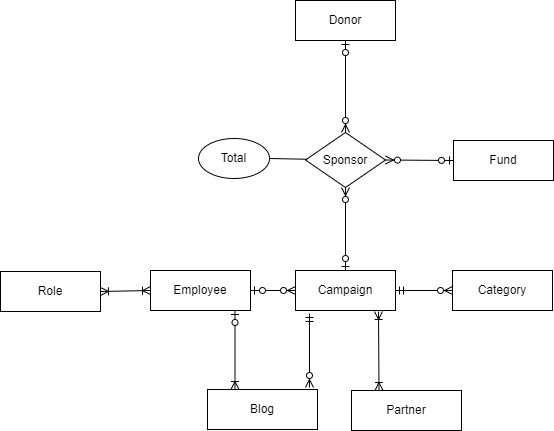 Donor
Total
Sponsor
Fund
Role
Employee
Campaign
Category
Blog
Partner